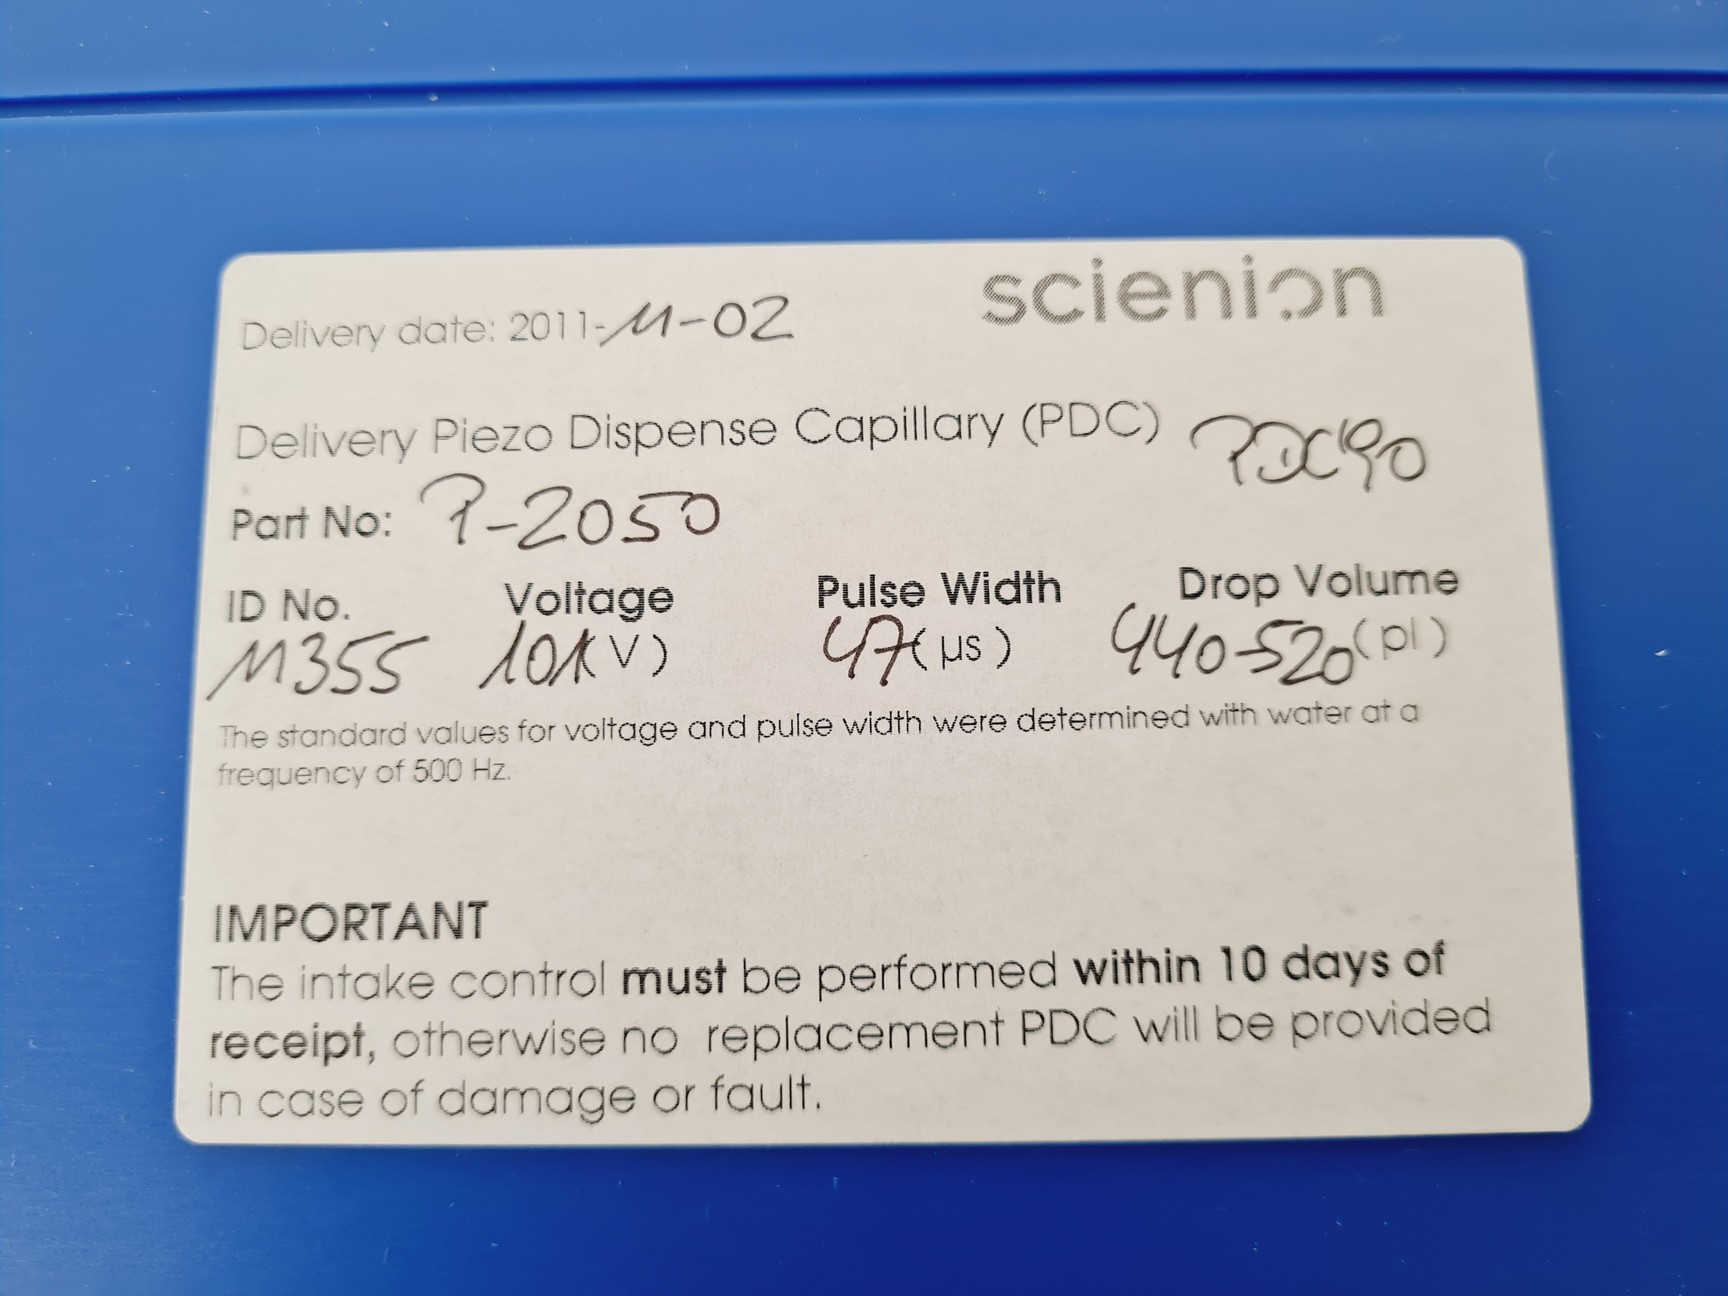 scienion
Delivery date: 2011-11-02
Delivery Piezo Dispense Capillary (PDC) PDC90
Part No: P-2050
ID No. Voltage Pulse Width Drop Volume
11355 101(V) 47(µs) 440-520(pl)
The standard values for voltage and pulse width were determined with water at a
frequency of 500 Hz.
IMPORTANT
The intake control must be performed within 10 days of
receipt, otherwise no replacement PDC will be provided
in case of damage or fault.